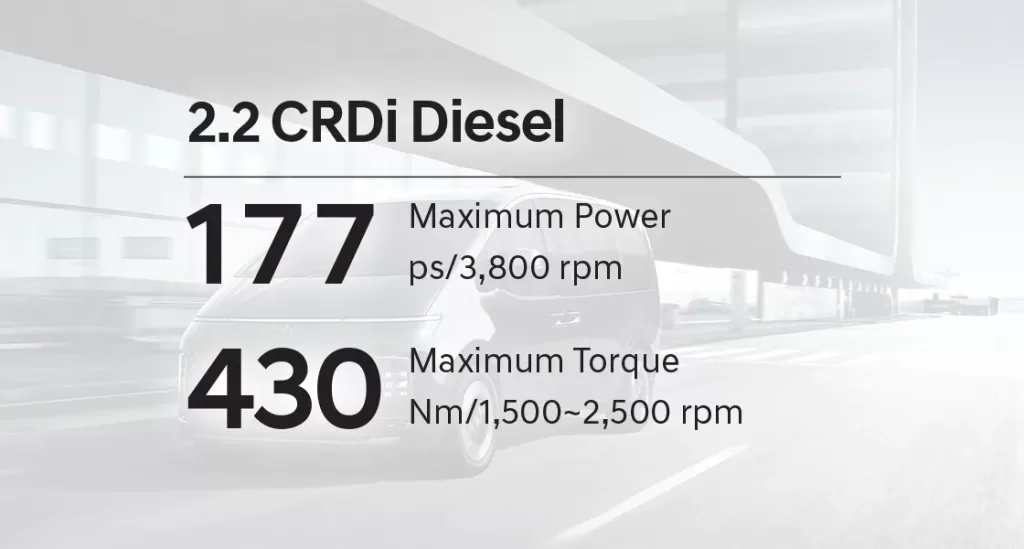 2.2 CRDi Diesel
177 Maximum Power
ps/3,800 rpm
430 Maximum Torque
Nm/1,500~2,500 rpm